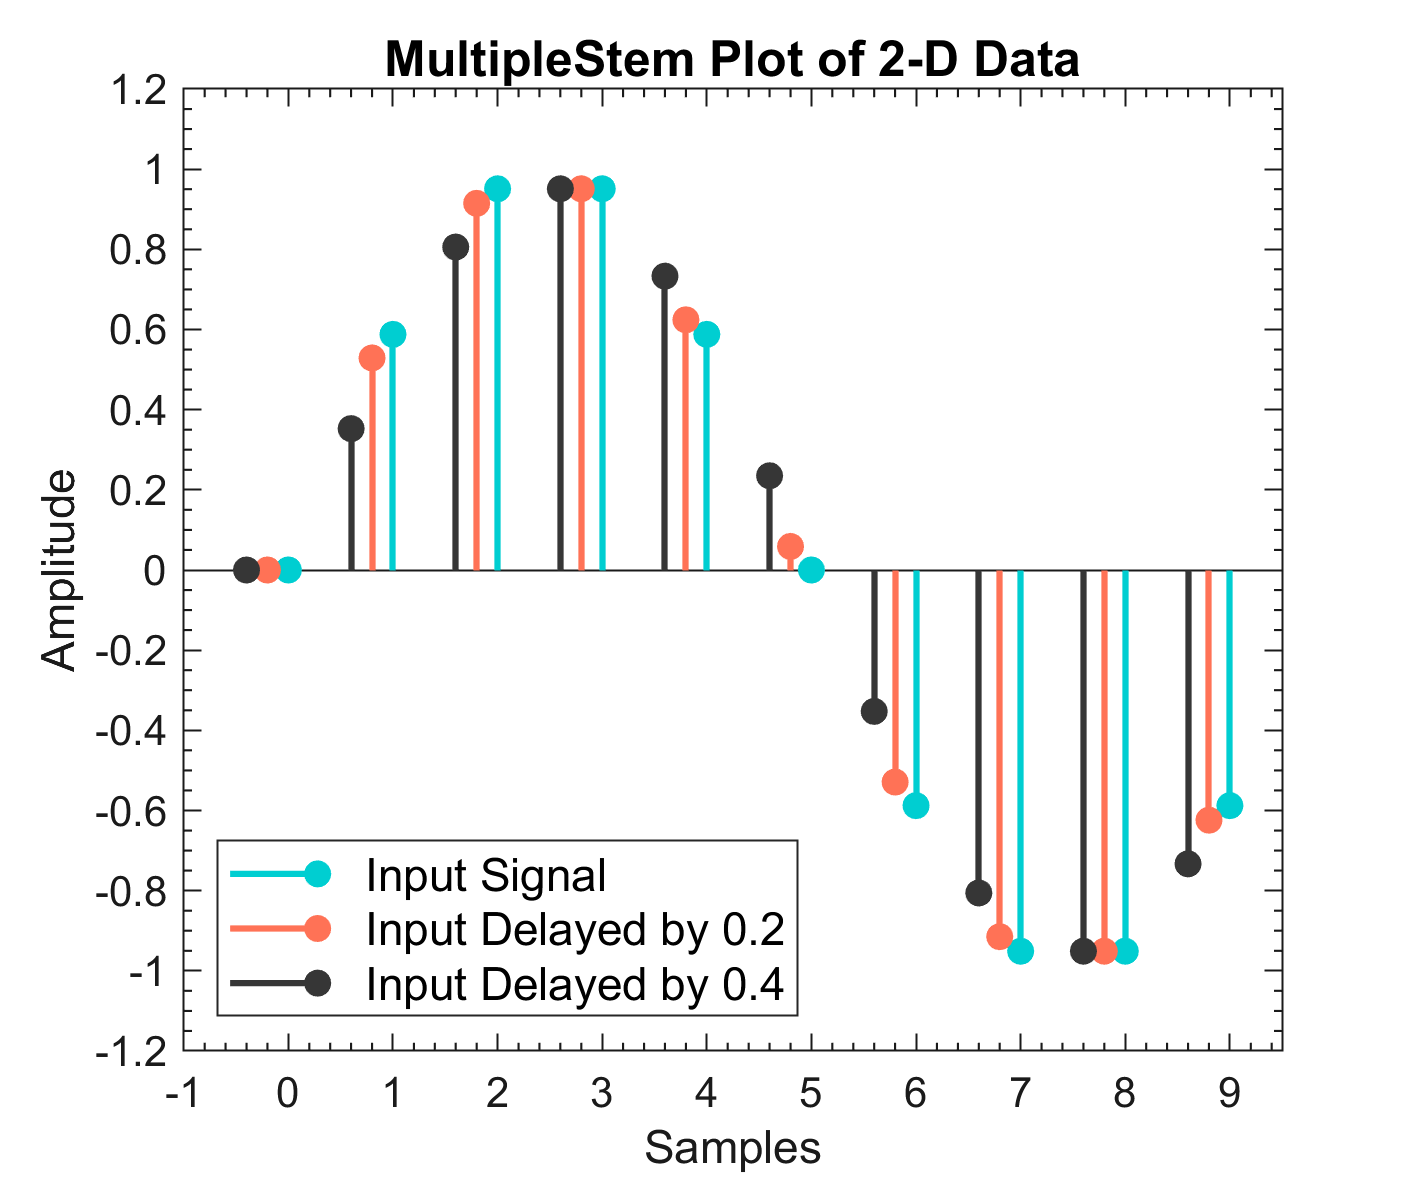 MultipleStem Plot of 2-D Data
1.2
1
0.8
0.6
0.4
0.2
0
-0.2
-0.4
-0.6
-0.8
-1
-1.2
Amplitude
Input Signal
Input Delayed by 0.2
Input Delayed by 0.4
-1 0 1 2 3 4 5 6 7 8 9
Samples